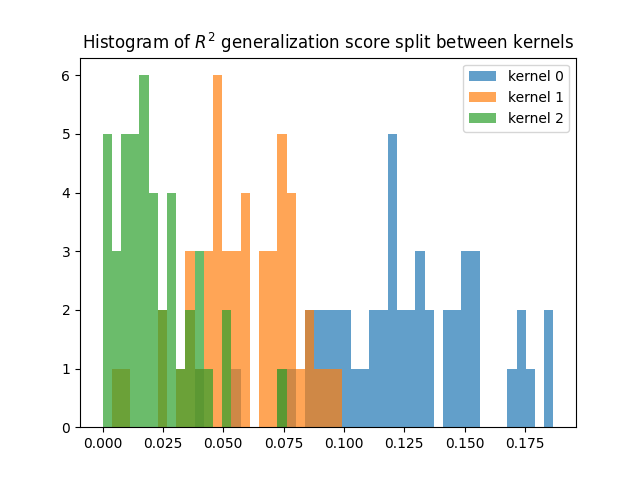 Histogram of R² generalization score split between kernels
kernel 0
kernel 1
kernel 2
6
5
4
3
2
1
0
0.000 0.025 0.050 0.075 0.100 0.125 0.150 0.175